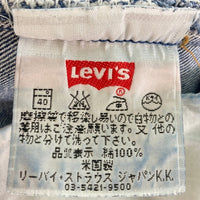 LEVI'S
40
摩擦等で移染し易いので白物との
着用はご注意願います。又、他
の物と分けて洗って下さい。
品質表示 綿100%
米国製
リーバイ・ストラウス ジャパンK.K.
03-5421-9500